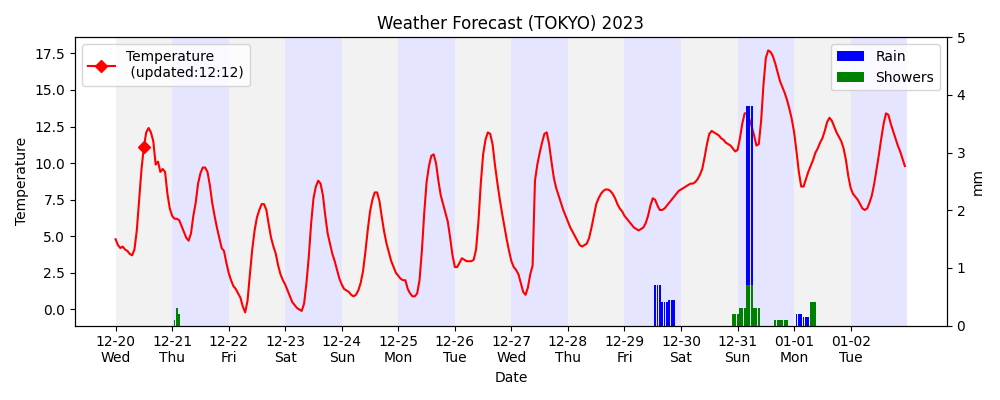 Weather Forecast (TOKYO) 2023
Temperature
(updated:12:12)
Rain
Showers
17.5
15.0
12.5
10.0
7.5
5.0
2.5
0.0
Temperature
5
4
3
2
1
0
mm
12-20 12-21 12-22 12-23 12-24 12-25 12-26 12-27 12-28 12-29 12-30 12-31 01-01 01-02
Wed Thu Fri Sat Sun Mon Tue Wed Thu Fri Sat Sun Mon Tue
Date